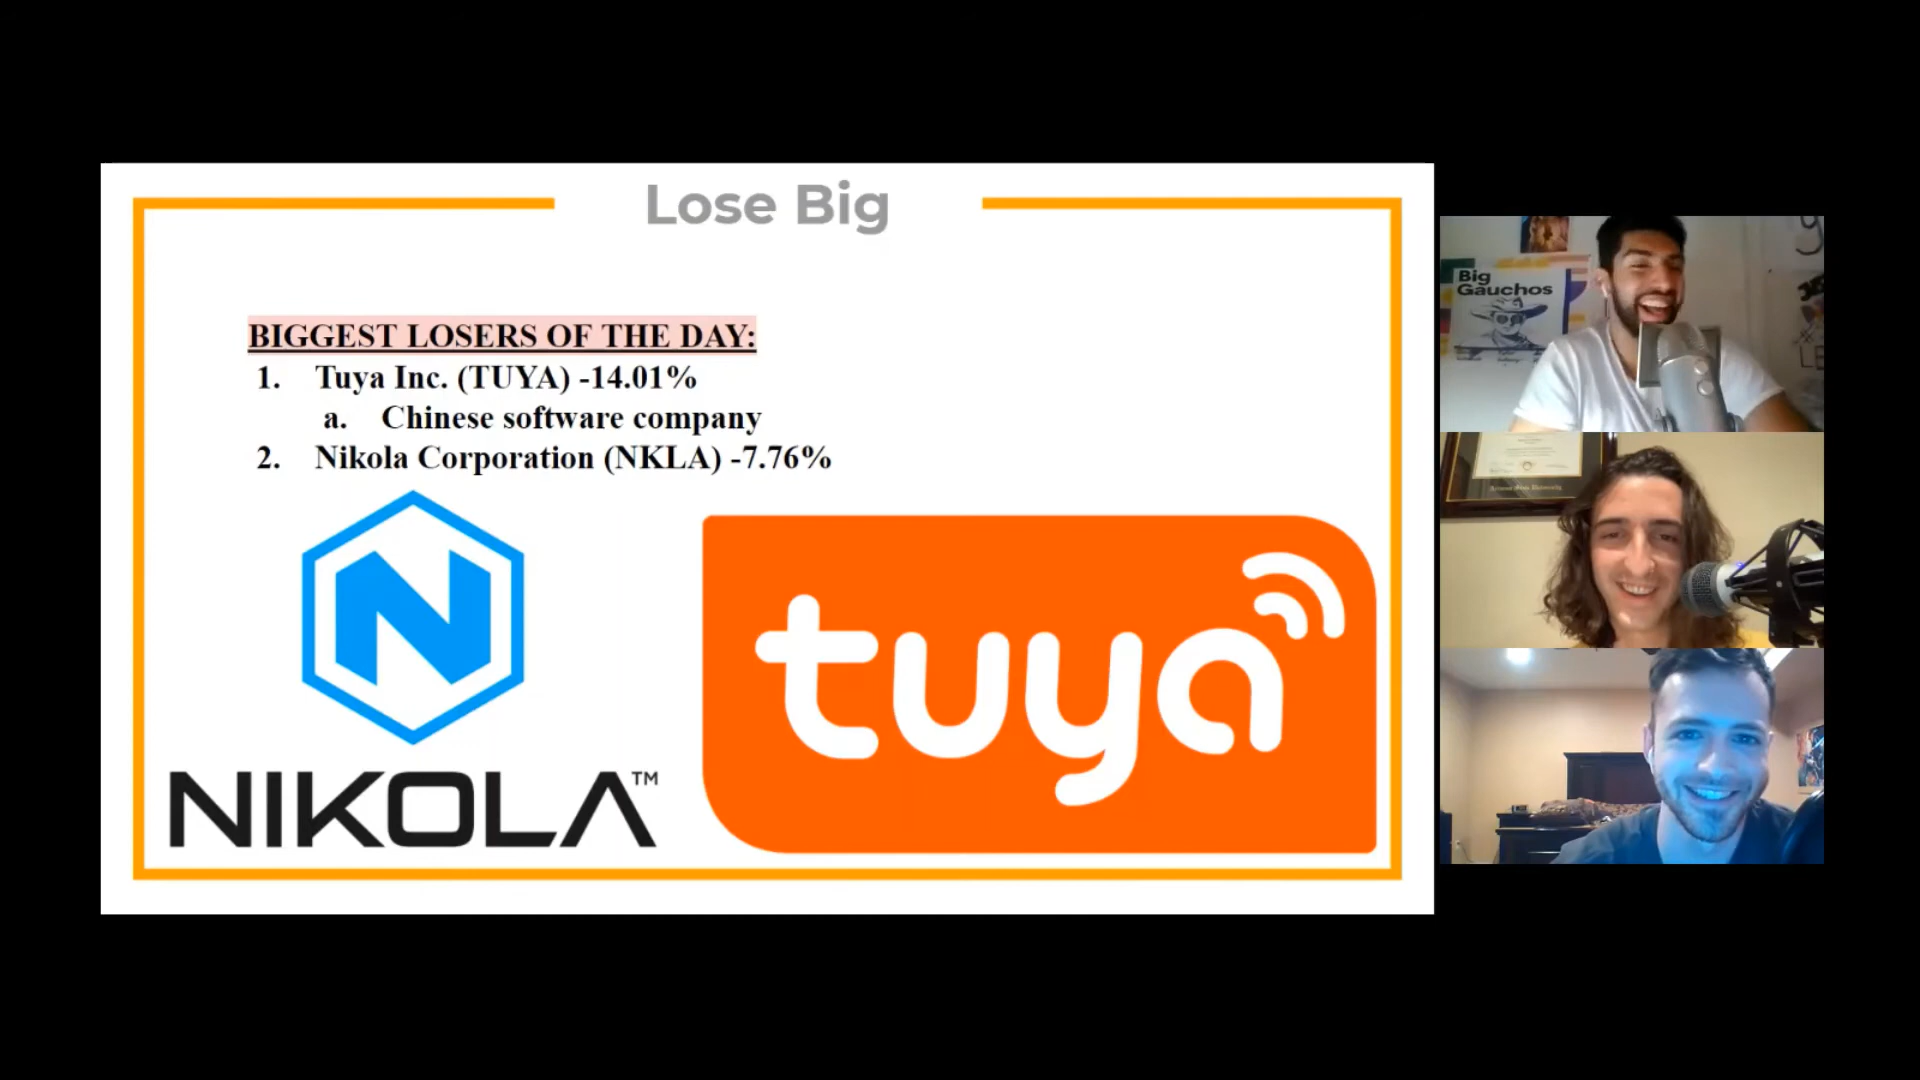 Lose Big
BIGGEST LOSERS OF THE DAY:
1. Tuya Inc. (TUYA) -14.01%
a. Chinese software company
2. Nikola Corporation (NKLA) -7.76%
NIKOLA™
tuya
Big
Gauchos